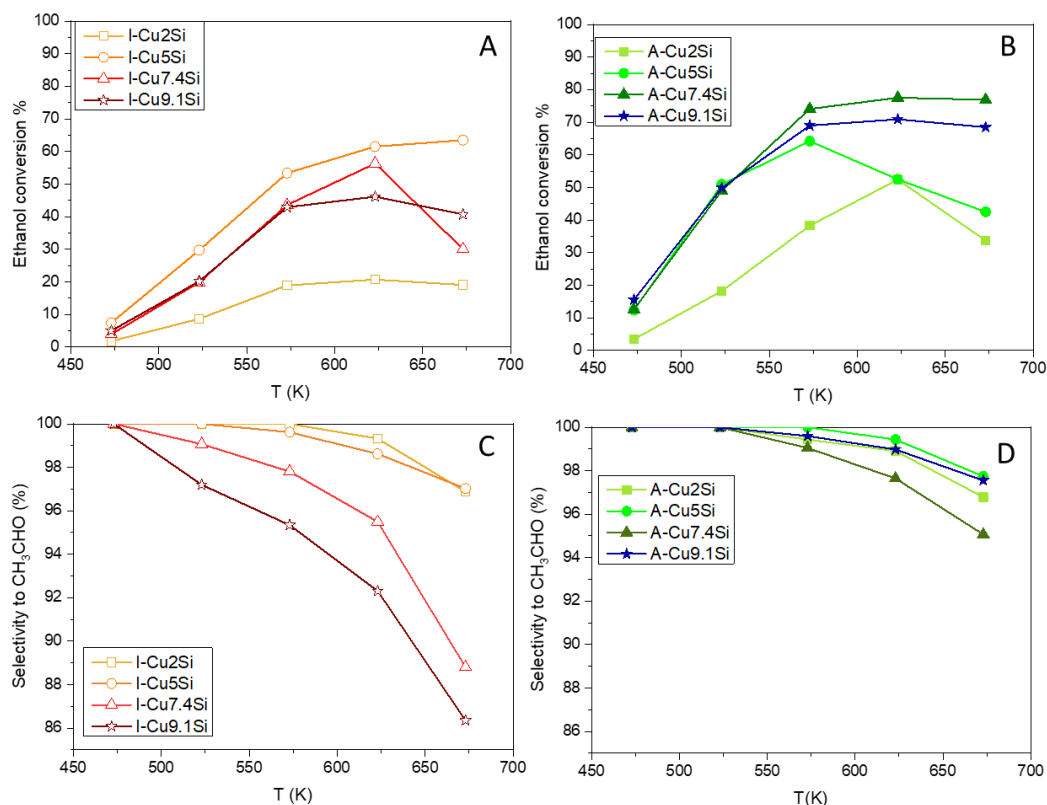 A
I-Cu2Si
I-Cu5Si
I-Cu7.4Si
I-Cu9.1Si
Ethanol conversion %
100
90
80
70
60
50
40
30
20
10
0
450 500 550 600 650 700
T (K)
B
A-Cu2Si
A-Cu5Si
A-Cu7.4Si
A-Cu9.1Si
Ethanol conversion %
100
90
80
70
60
50
40
30
20
10
0
450 500 550 600 650 700
T (K)
C
Selectivity to CH₃CHO (%)
100
98
96
94
92
90
88
86
I-Cu2Si
I-Cu5Si
I-Cu7.4Si
I-Cu9.1Si
450 500 550 600 650 700
T (K)
D
Selectivity to CH₃CHO (%)
100
98
96
94
92
90
88
86
A-Cu2Si
A-Cu5Si
A-Cu7.4Si
A-Cu9.1Si
450 500 550 600 650 700
T(K)